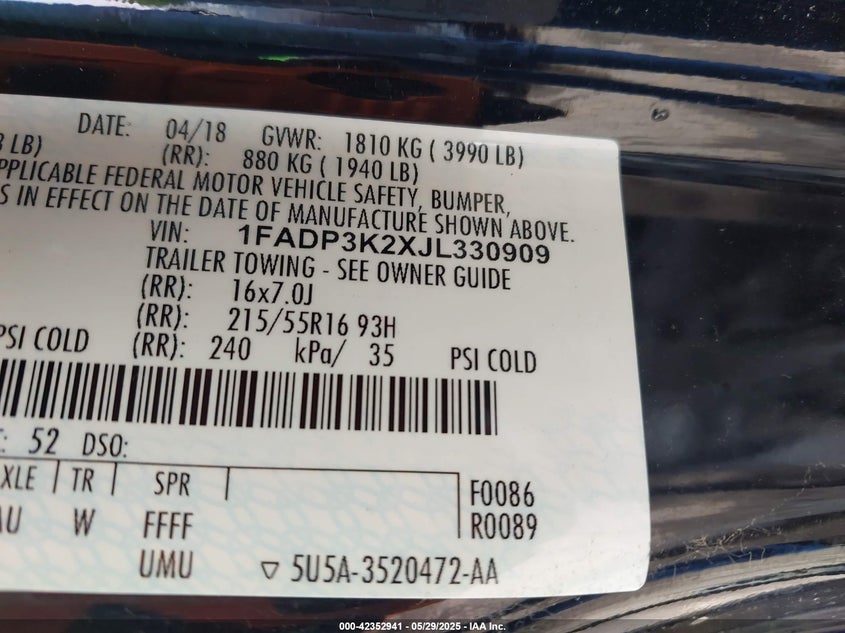 DATE: 04/18 GVWR: 1810 KG ( 3990 LB)
LB) (RR): 880 KG ( 1940 LB)
APPLICABLE FEDERAL MOTOR VEHICLE SAFETY, BUMPER,
S IN EFFECT ON THE DATE OF MANUFACTURE SHOWN ABOVE.
VIN: 1FADP3K2XJL330909
TRAILER TOWING - SEE OWNER GUIDE
(RR): 16x7.0J
(RR): 215/55R16 93H
PSI COLD (RR): 240 kPa/ 35 PSI COLD
: 52 DSO:
XLE TR SPR F0086
AU W FFFF R0089
UMU ▽ 5U5A-3520472-AA
000-42352941 - 05/29/2025 - IAA Inc.